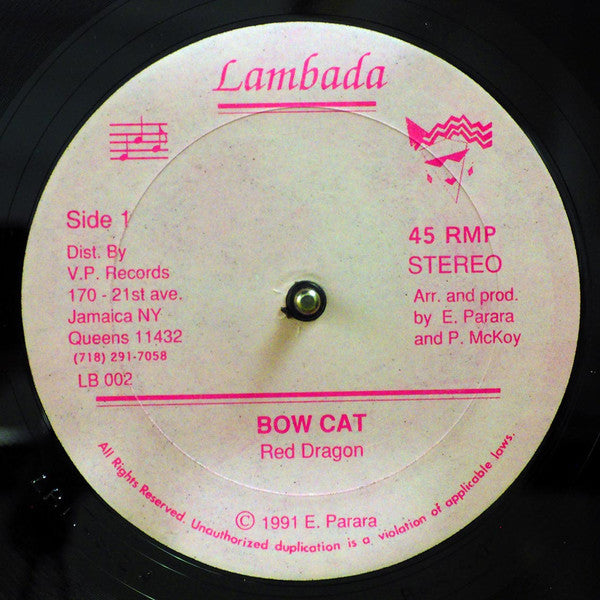 Lambada
Side 1
Dist. By
V.P. Records
170 - 21st ave.
Jamaica NY
Queens 11432
(718) 291-7058
LB 002
45 RMP
STEREO
Arr. and prod.
by E. Parara
and P. McKoy
BOW CAT
Red Dragon
© 1991 E. Parara
All Rights Reserved. Unauthorized duplication is a violation of applicable laws.